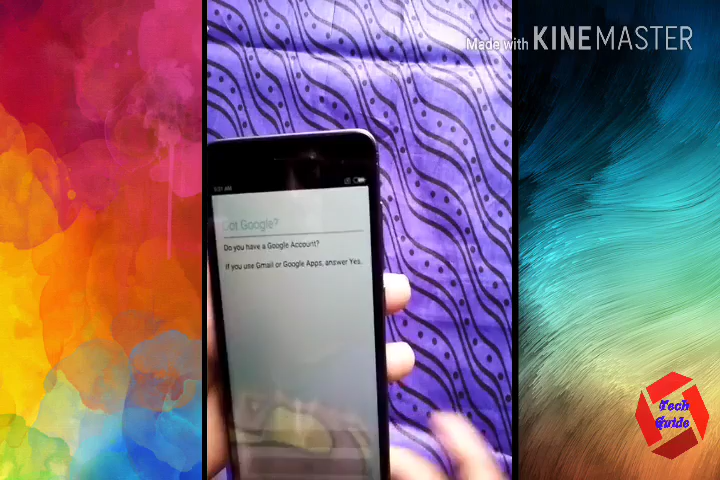 Made with KINEMASTER
Got Google?
Do you have a Google Account?
If you use Gmail or Google Apps, answer Yes.
Tech
Guide